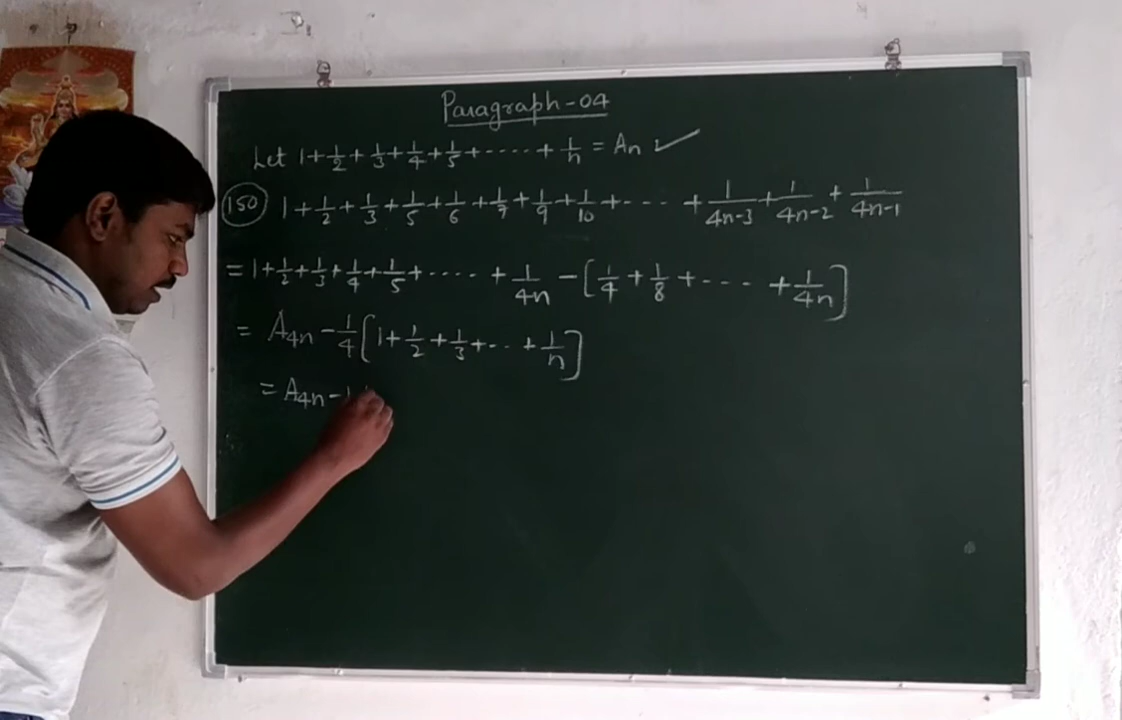 Paragraph-04
Let 1+1/2+1/3+1/4+1/5+.....+1/n = An ✓
150 1+1/2+1/3+1/5+1/6+1/7+1/9+1/10+--- +1/4n-3+1/4n-2+1/4n-1
=1+1/2+1/3+1/4+1/5+.....+1/4n-[1/4+1/8+--- +1/4n]
= A4n-1/4[1+1/2+1/3+...+1/n]
= A4n-